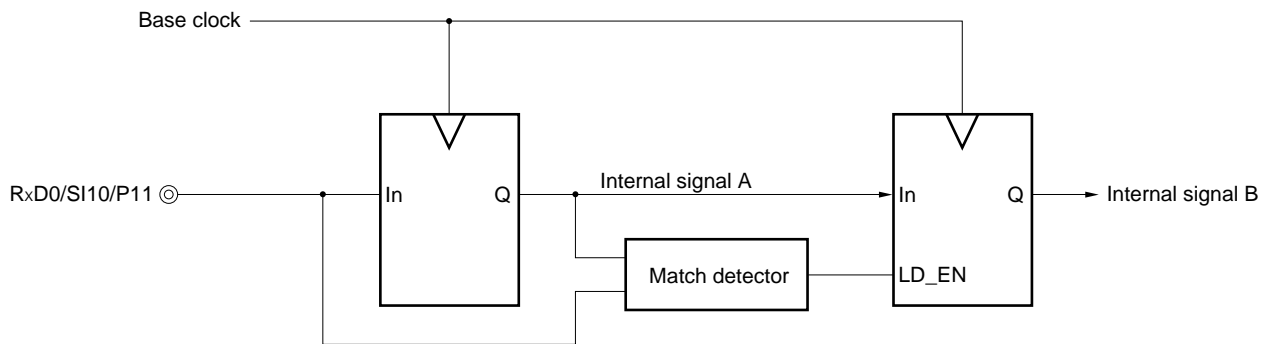 Base clock
RxD0/SI10/P11
In
Q
Internal signal A
In
Q
Internal signal B
Match detector
LD_EN